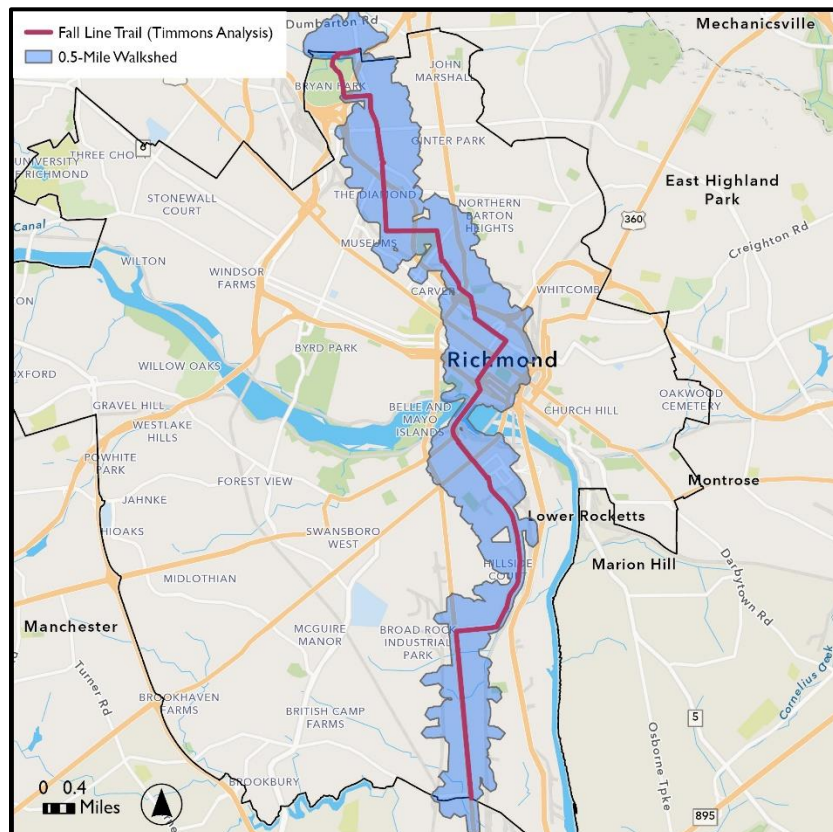 Fall Line Trail (Timmons Analysis)
0.5-Mile Walkshed
Dumbarton Rd
Mechanicsville
JOHN
MARSHALL
BRYAN PARK
GINTER PARK
UNIVERSITY
OF RICHMOND
STONEWALL
COURT
THE DIAMOND
NORTHERN
BARTON
HEIGHTS
East Highland
Park
360
Creighton Rd
Canal
MUSEUMS
WILTON
WINDSOR
FARMS
CARVER
WHITCOMB
BYRD PARK
Richmond
WILLOW OAKS
OAKWOOD
CEMETERY
GRAVEL HILL
BELLE AND
MAYO
ISLANDS
CHURCH HILL
WESTLAKE
HILLS
POWHITE
PARK
FOREST VIEW
Montrose
JAHNKE
SWANSBORO
WEST
Lower Rocketts
HIOAKS
HILLSIDE
Marion Hill
Darbytown Rd
MIDLOTHIAN
Manchester
MCGUIRE
MANOR
BROAD ROCK
INDUSTRIAL
PARK
Turner Rd
BROOKHAVEN
FARMS
BRITISH CAMP
FARMS
5
Cornelius Creek
Osborne Tpke
BROOKBURY
0 0.4
Miles
895